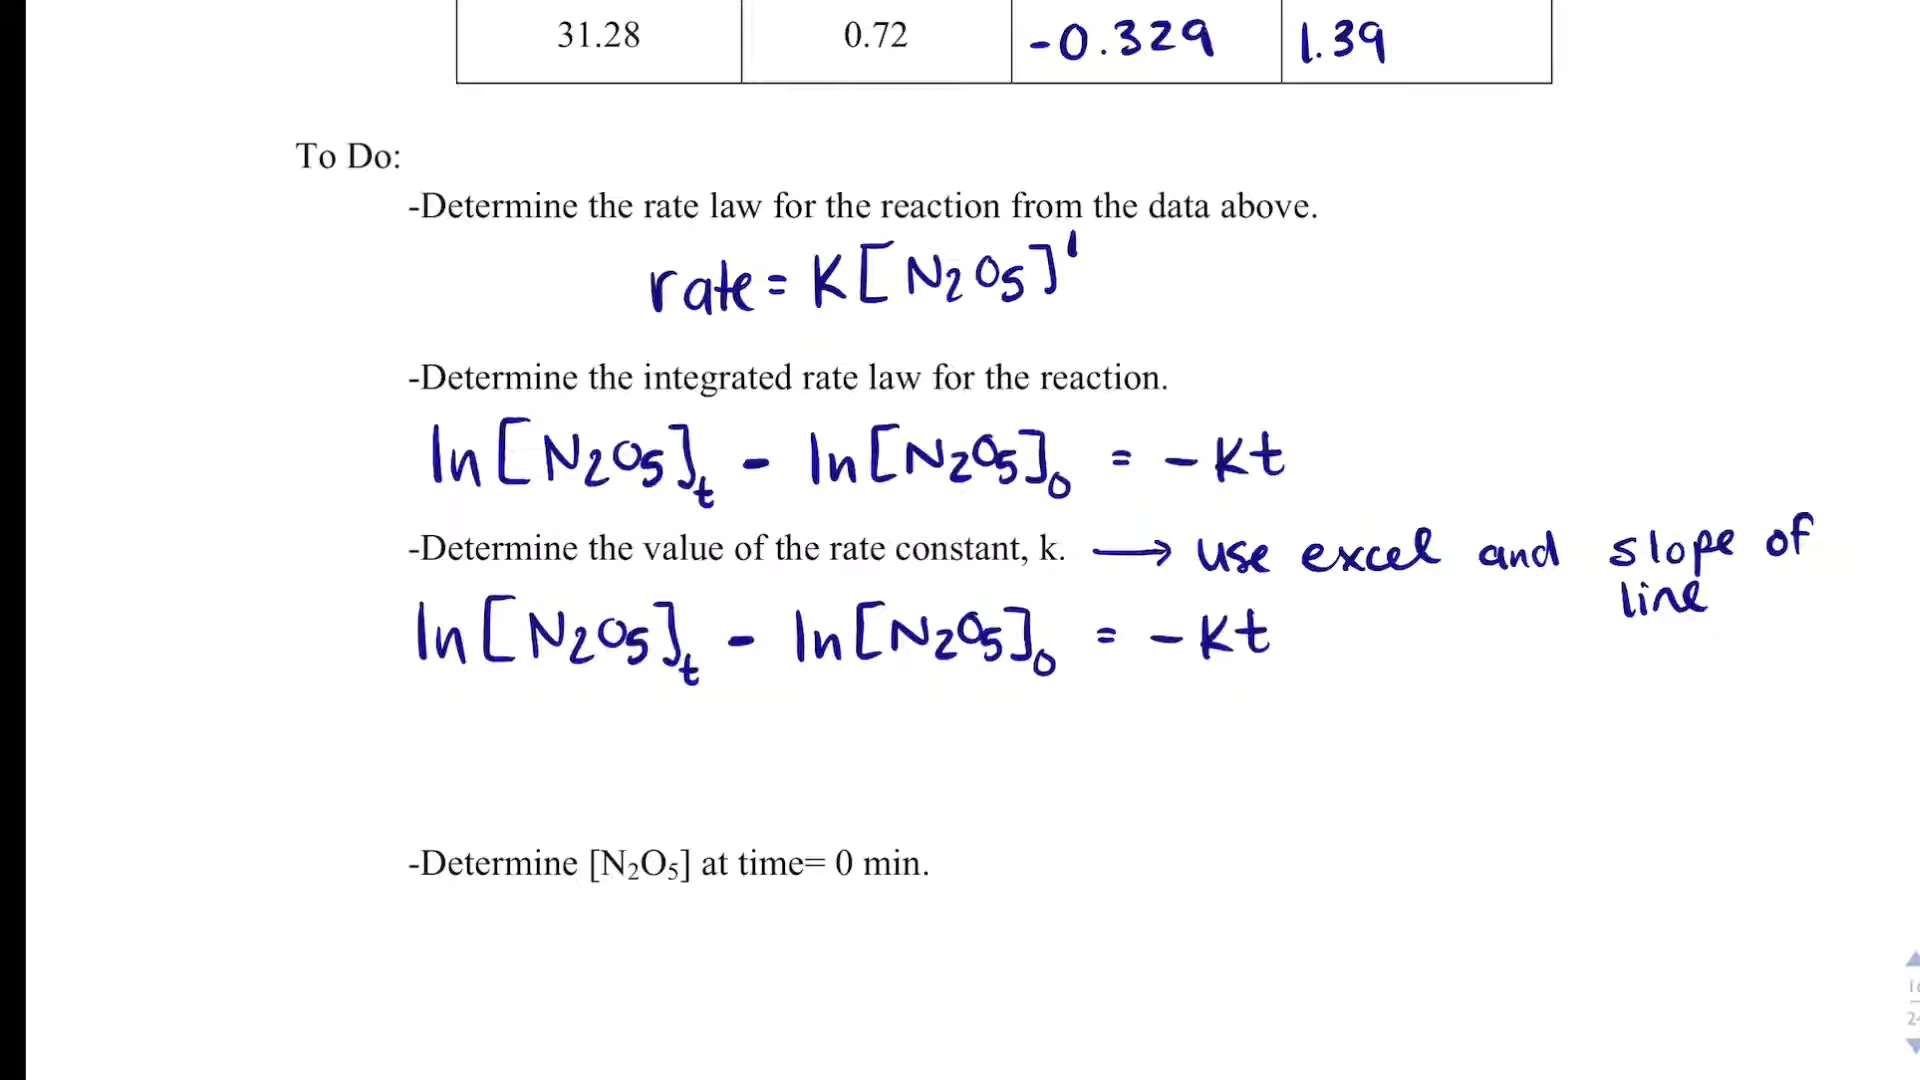 31.28 0.72 -0.329 1.39
To Do:
-Determine the rate law for the reaction from the data above.
rate = K[N₂O₅]¹
-Determine the integrated rate law for the reaction.
ln[N₂O₅]ₜ - ln[N₂O₅]₀ = -Kt
-Determine the value of the rate constant, k. → use excel and slope of
line
ln[N₂O₅]ₜ - ln[N₂O₅]₀ = -Kt
-Determine [N₂O₅] at time= 0 min.